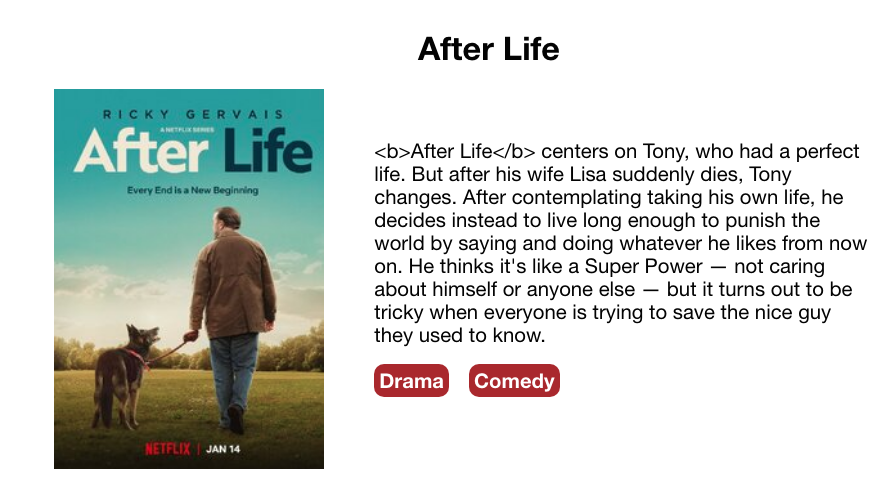 After Life
RICKY GERVAIS
A NETFLIX SERIES
After Life
Every End is a New Beginning
NETFLIX | JAN 14
<b>After Life</b> centers on Tony, who had a perfect
life. But after his wife Lisa suddenly dies, Tony
changes. After contemplating taking his own life, he
decides instead to live long enough to punish the
world by saying and doing whatever he likes from now
on. He thinks it's like a Super Power — not caring
about himself or anyone else — but it turns out to be
tricky when everyone is trying to save the nice guy
they used to know.
Drama Comedy